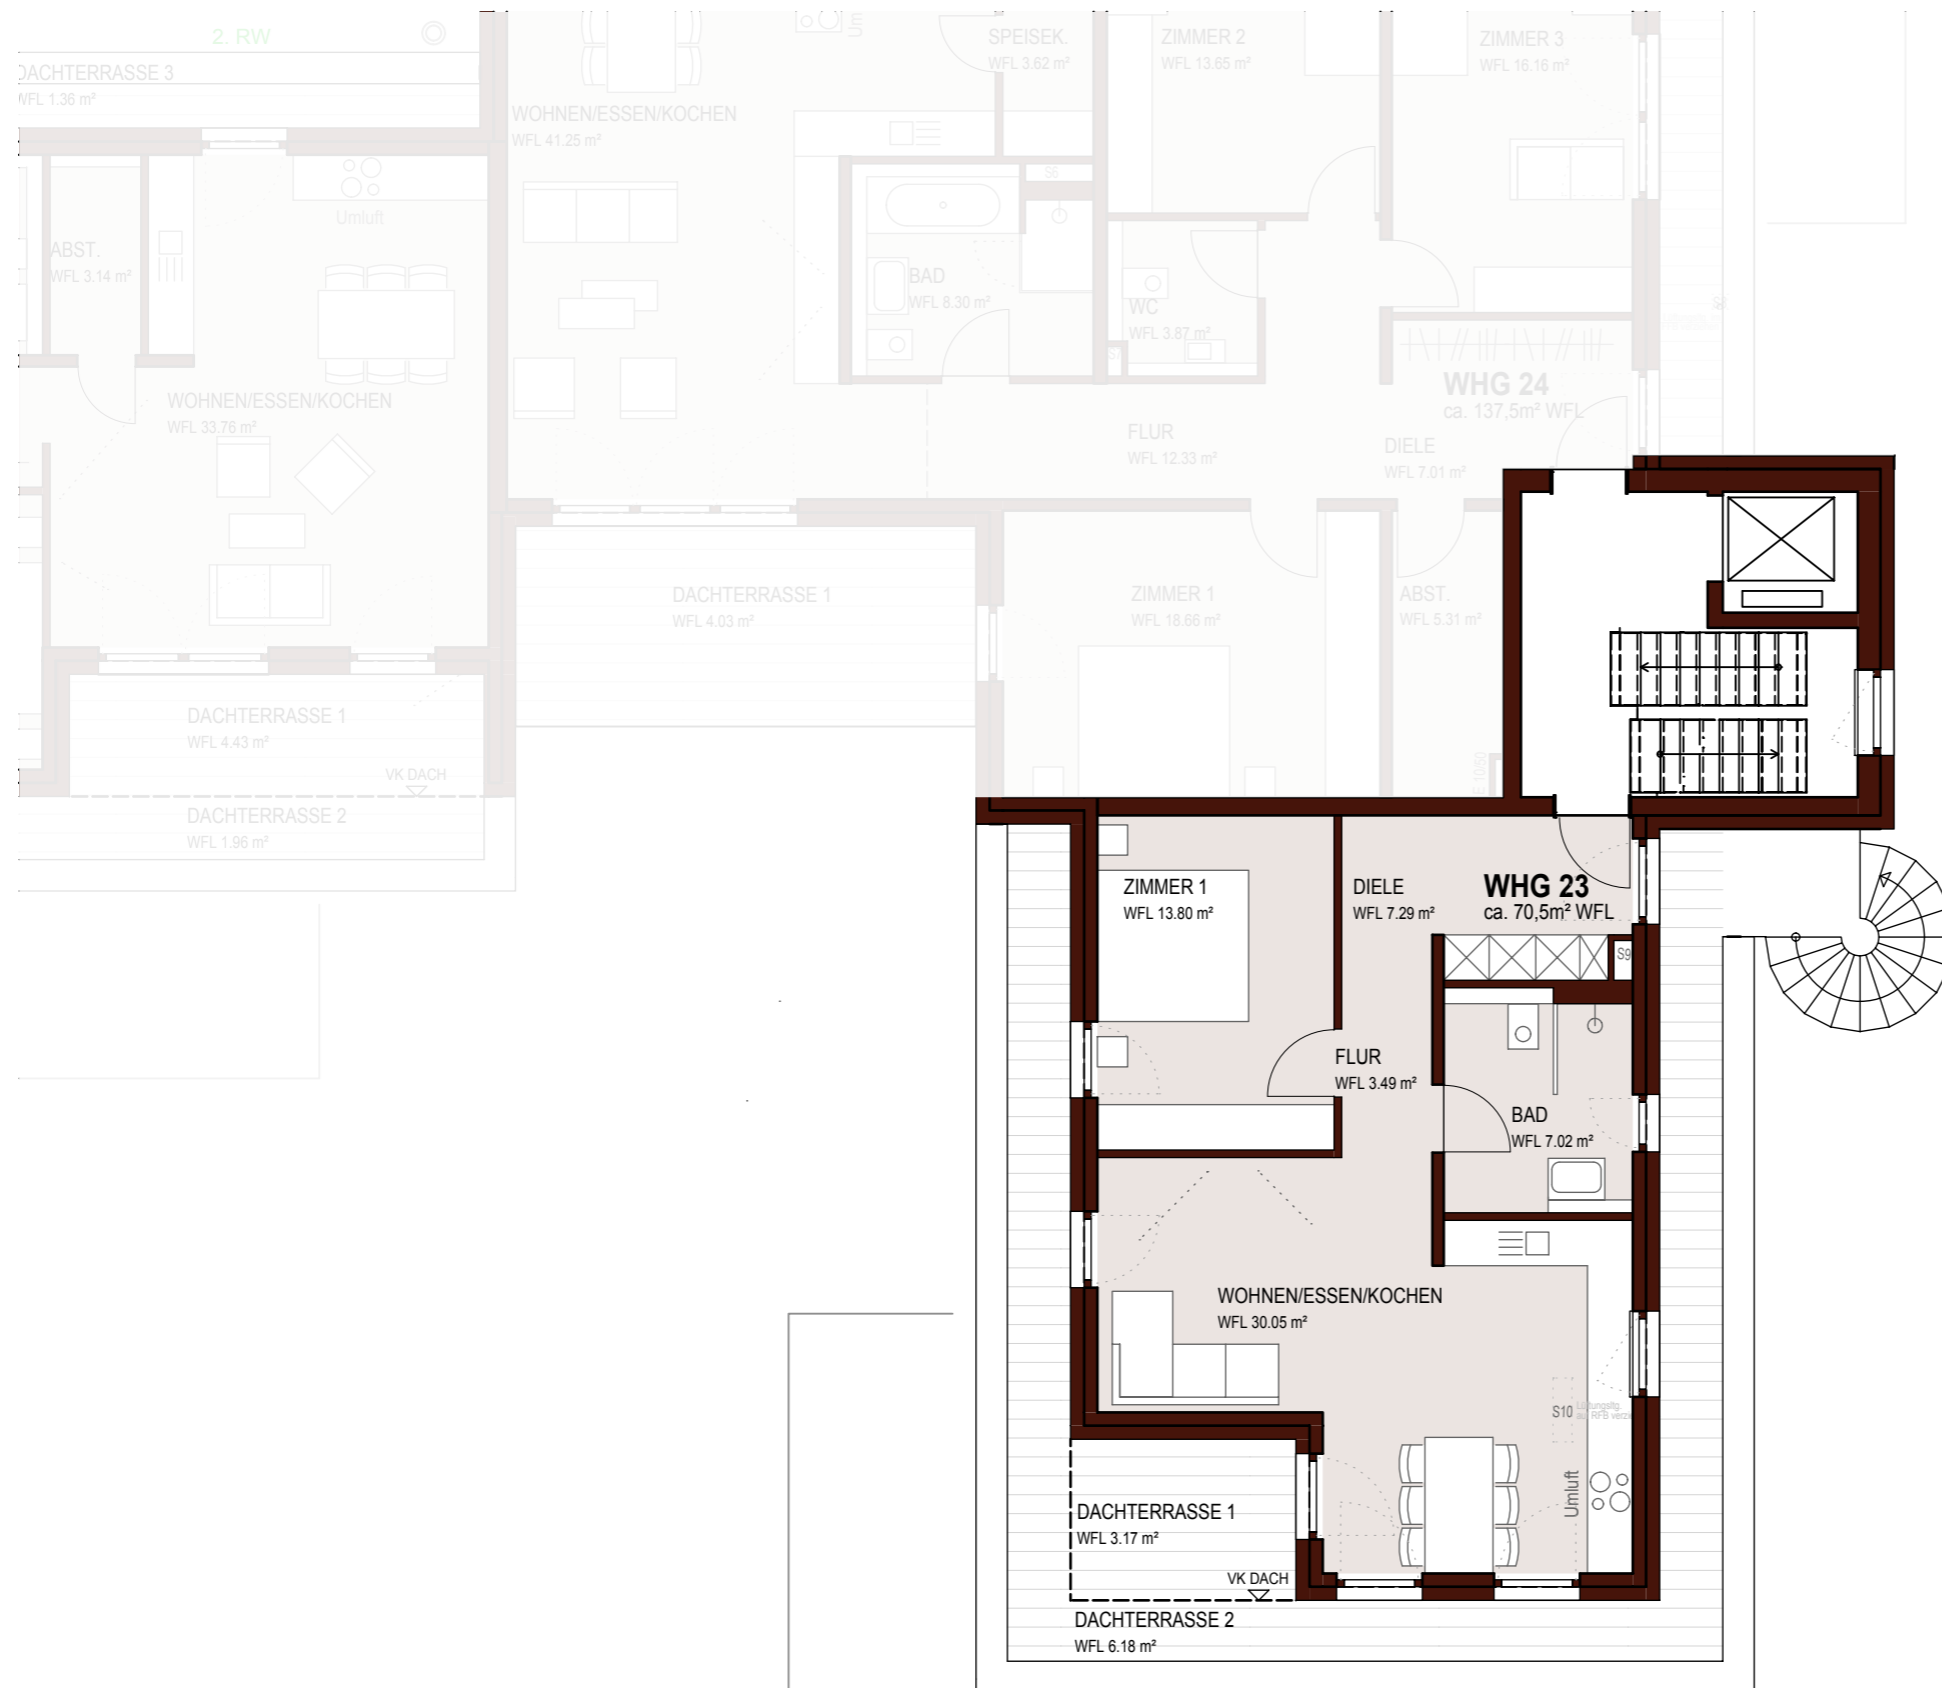 2. RW
DACHTERRASSE 3
WFL 1.36 m²
ABST.
WFL 3.14 m²
Umluft
WOHNEN/ESSEN/KOCHEN
WFL 33.76 m²
DACHTERRASSE 1
WFL 4.43 m²
VK DACH
DACHTERRASSE 2
WFL 1.96 m²
WOHNEN/ESSEN/KOCHEN
WFL 41.25 m²
Um
SPEISEK.
WFL 3.62 m²
ZIMMER 2
WFL 13.65 m²
ZIMMER 3
WFL 16.16 m²
S6
BAD
WFL 8.30 m²
WC
WFL 3.87 m²
S7
WHG 24
ca. 137,5m² WFL
FLUR
WFL 12.33 m²
DIELE
WFL 7.01 m²
DACHTERRASSE 1
WFL 4.03 m²
ZIMMER 1
WFL 18.66 m²
ABST.
WFL 5.31 m²
E 10/50
ZIMMER 1
WFL 13.80 m²
DIELE
WFL 7.29 m²
WHG 23
ca. 70,5m² WFL
S9
FLUR
WFL 3.49 m²
BAD
WFL 7.02 m²
WOHNEN/ESSEN/KOCHEN
WFL 30.05 m²
S10
Umluft
DACHTERRASSE 1
WFL 3.17 m²
VK DACH
DACHTERRASSE 2
WFL 6.18 m²